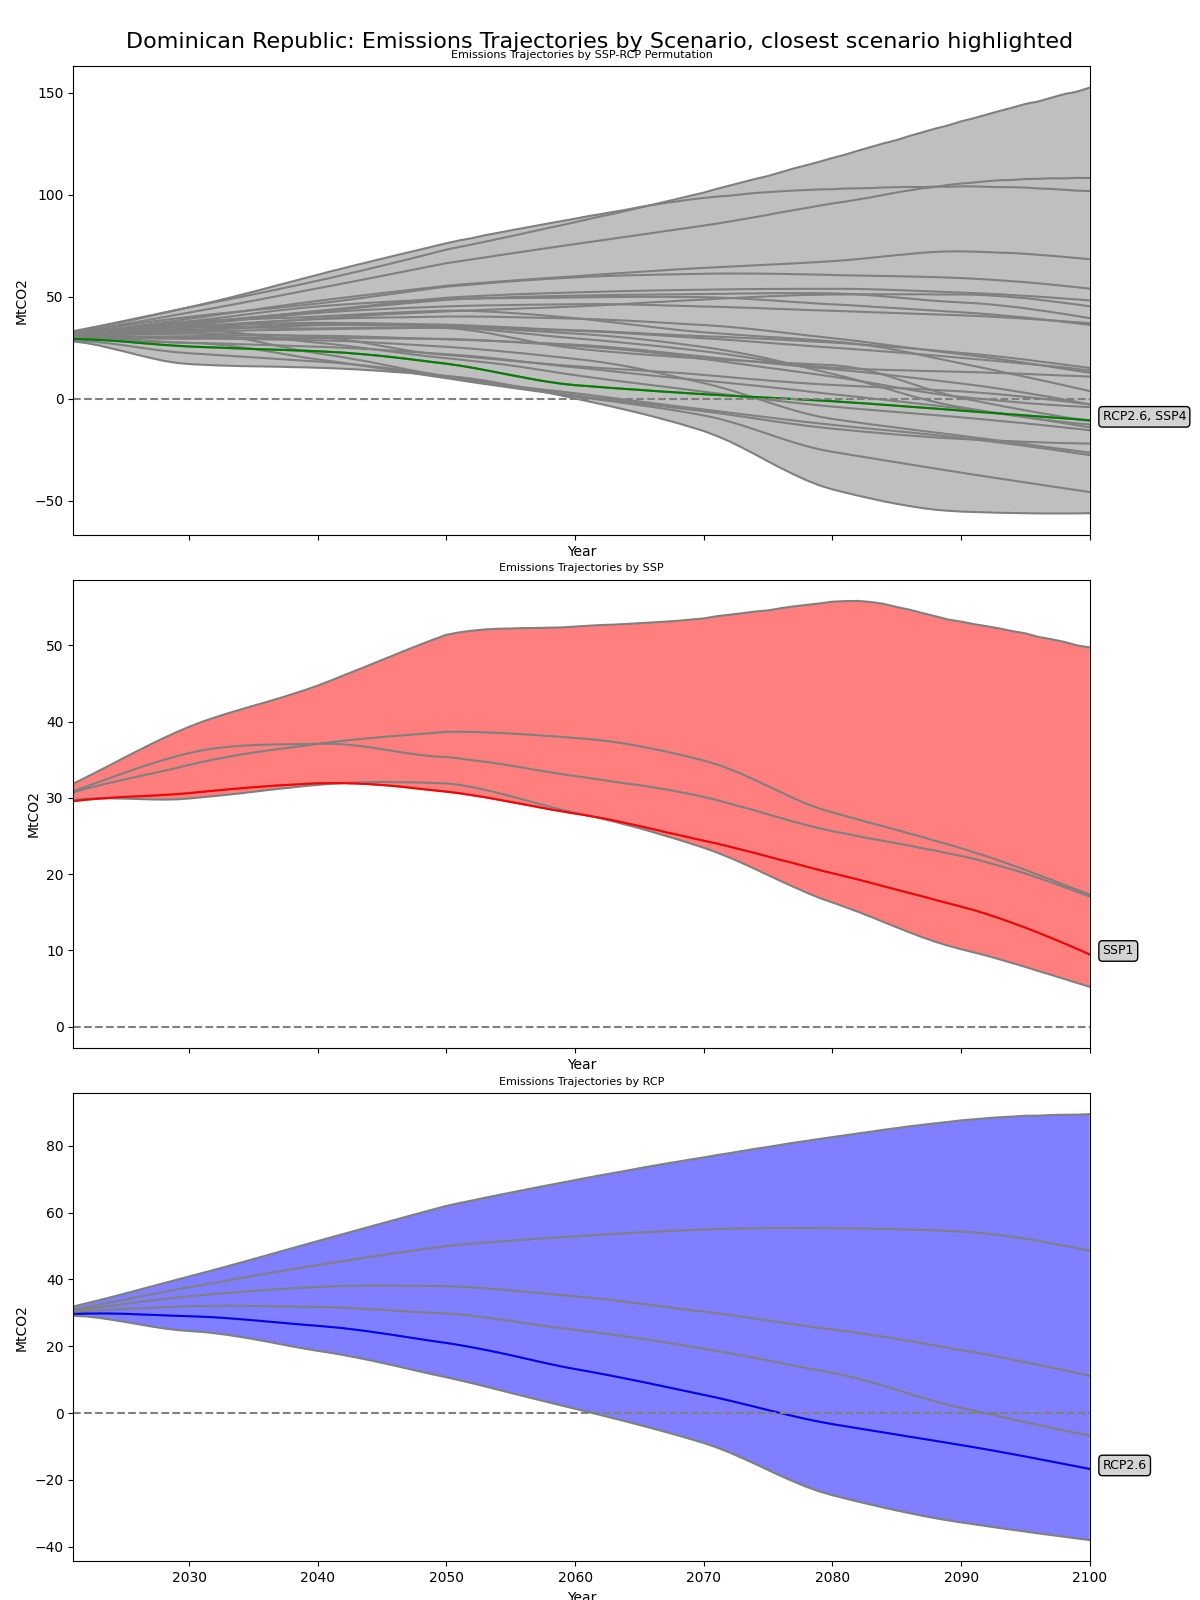 Dominican Republic: Emissions Trajectories by Scenario, closest scenario highlighted
Emissions Trajectories by SSP-RCP Permutation
150
100
50
0
−50
MtCO2
RCP2.6, SSP4
Year
Emissions Trajectories by SSP
50
40
30
20
10
0
MtCO2
SSP1
Year
Emissions Trajectories by RCP
80
60
40
20
0
−20
−40
MtCO2
RCP2.6
2030 2040 2050 2060 2070 2080 2090 2100
Year